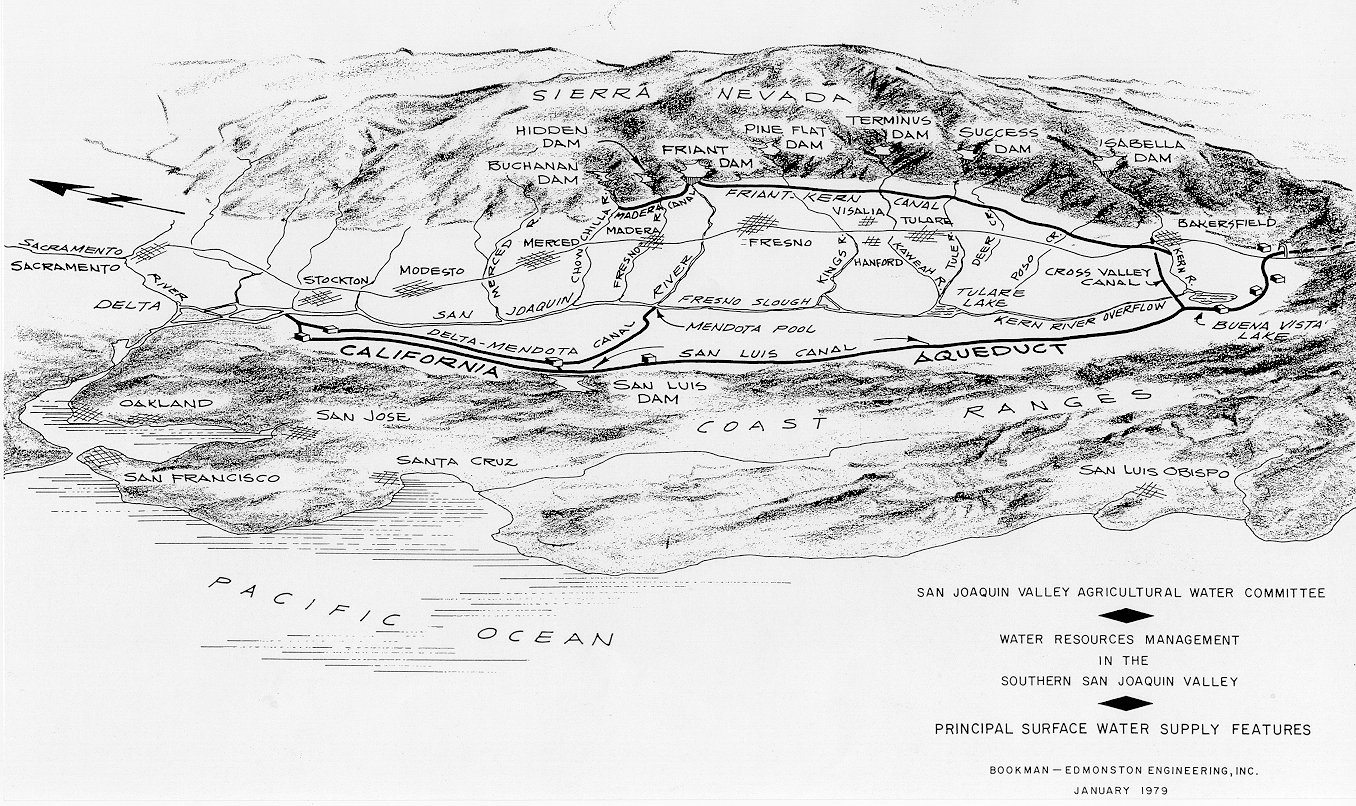 SIERRA NEVADA
HIDDEN
DAM
BUCHANAN
DAM
FRIANT
DAM
PINE FLAT
DAM
TERMINUS
DAM
SUCCESS
DAM
ISABELLA
DAM
MADERA CANAL
FRIANT-KERN CANAL
SACRAMENTO
SACRAMENTO
RIVER
DELTA
STOCKTON
MODESTO
MERCED R.
MERCED
CHOWCHILLA R.
MADERA
FRESNO R.
SAN JOAQUIN RIVER
FRESNO
KINGS R.
VISALIA
HANFORD
TULARE
KAWEAH R.
TULE R.
DEER CR.
POSO CR.
BAKERSFIELD
KERN R.
CROSS VALLEY
CANAL
FRESNO SLOUGH
TULARE
LAKE
KERN RIVER OVERFLOW
BUENA VISTA
LAKE
MENDOTA POOL
DELTA-MENDOTA CANAL
SAN LUIS CANAL
CALIFORNIA AQUEDUCT
SAN LUIS
DAM
OAKLAND
SAN JOSE
COAST RANGES
SAN FRANCISCO
SANTA CRUZ
SAN LUIS OBISPO
PACIFIC OCEAN
SAN JOAQUIN VALLEY AGRICULTURAL WATER COMMITTEE
WATER RESOURCES MANAGEMENT
IN THE
SOUTHERN SAN JOAQUIN VALLEY
PRINCIPAL SURFACE WATER SUPPLY FEATURES
BOOKMAN—EDMONSTON ENGINEERING, INC.
JANUARY 1979